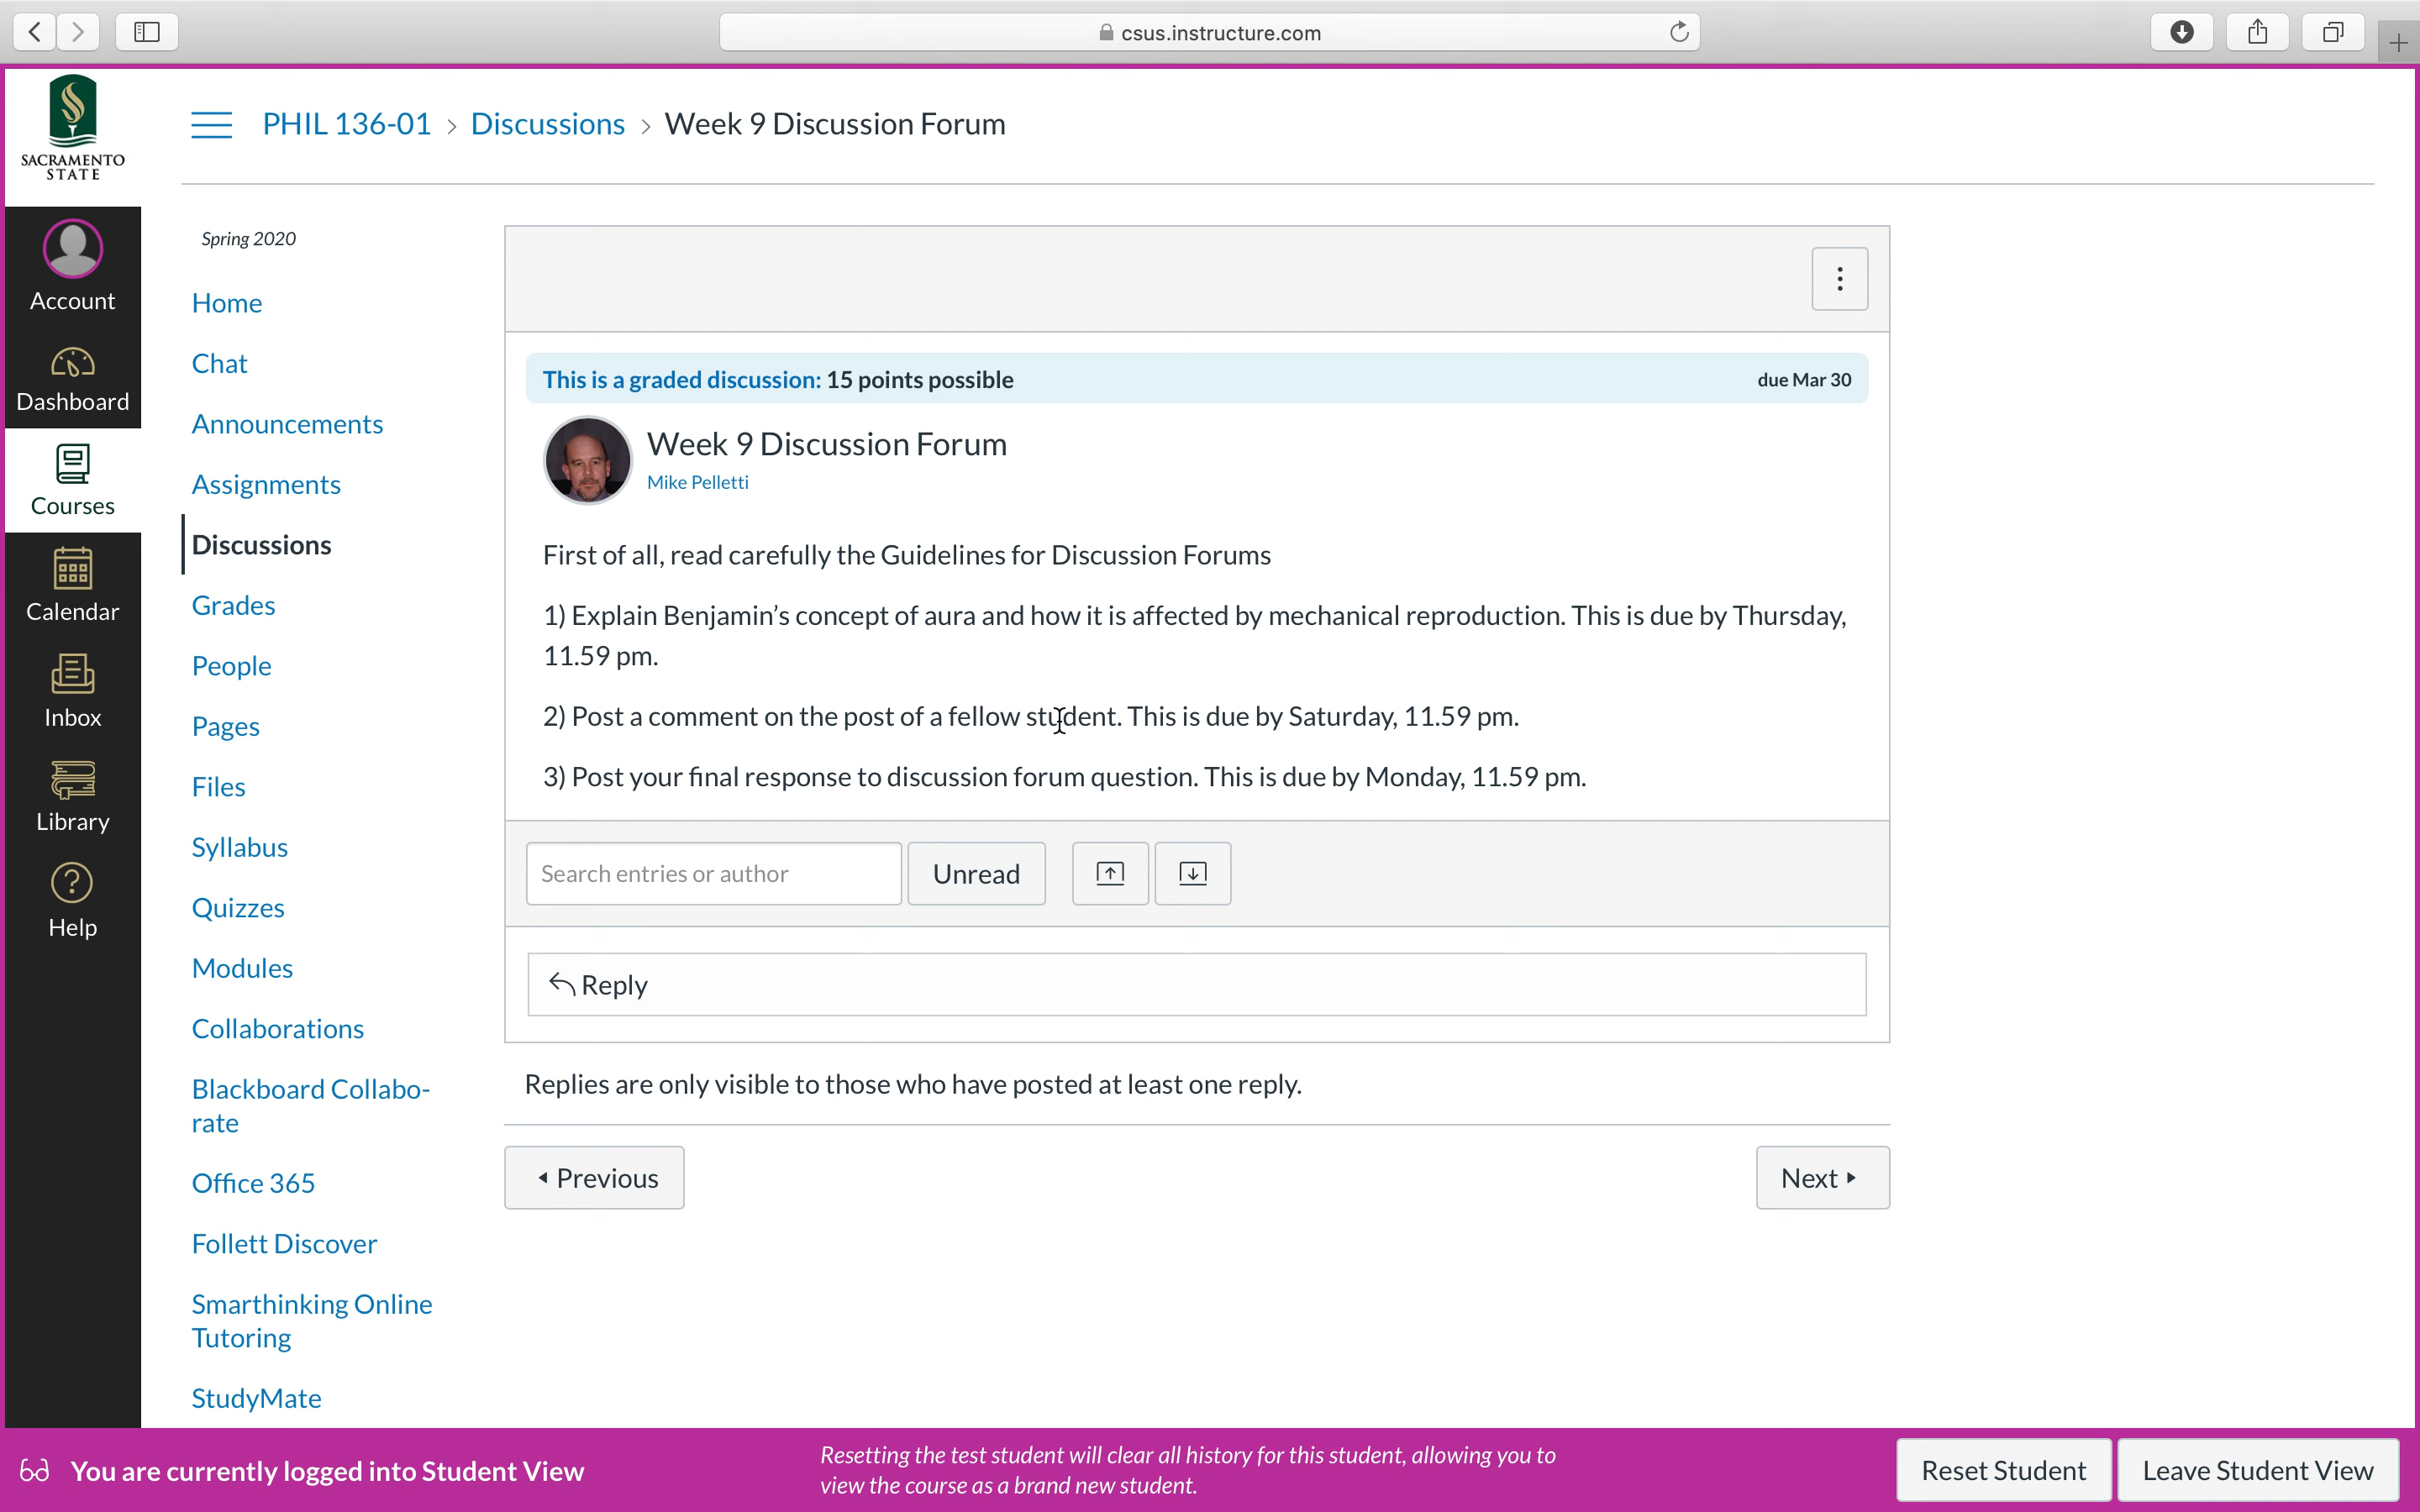 csus.instructure.com
SACRAMENTO
STATE
PHIL 136-01 > Discussions > Week 9 Discussion Forum
Account
Dashboard
Courses
Calendar
Inbox
Library
Help
Spring 2020
Home
Chat
Announcements
Assignments
Discussions
Grades
People
Pages
Files
Syllabus
Quizzes
Modules
Collaborations
Blackboard Collabo-
rate
Office 365
Follett Discover
Smarthinking Online
Tutoring
StudyMate
This is a graded discussion: 15 points possible
due Mar 30
Week 9 Discussion Forum
Mike Pelletti
First of all, read carefully the Guidelines for Discussion Forums
1) Explain Benjamin’s concept of aura and how it is affected by mechanical reproduction. This is due by Thursday,
11.59 pm.
2) Post a comment on the post of a fellow student. This is due by Saturday, 11.59 pm.
3) Post your final response to discussion forum question. This is due by Monday, 11.59 pm.
Search entries or author
Unread
Reply
Replies are only visible to those who have posted at least one reply.
Previous
Next
You are currently logged into Student View
Resetting the test student will clear all history for this student, allowing you to
view the course as a brand new student.
Reset Student
Leave Student View